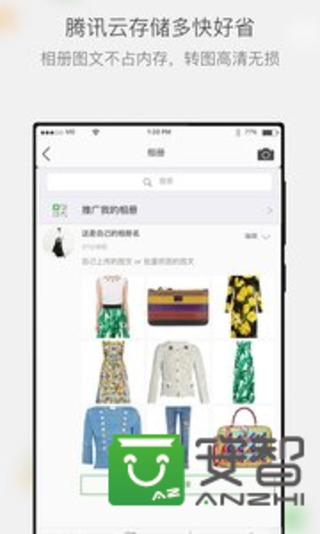 腾讯云存储多快好省
相册图文不占内存，转图高清无损
1:20 PM
77%
相册
搜索
推广我的相册
这是自己的相册名
编辑
自己上传的图文 or 批量抓图的图文
安智
AZ
ANZHI